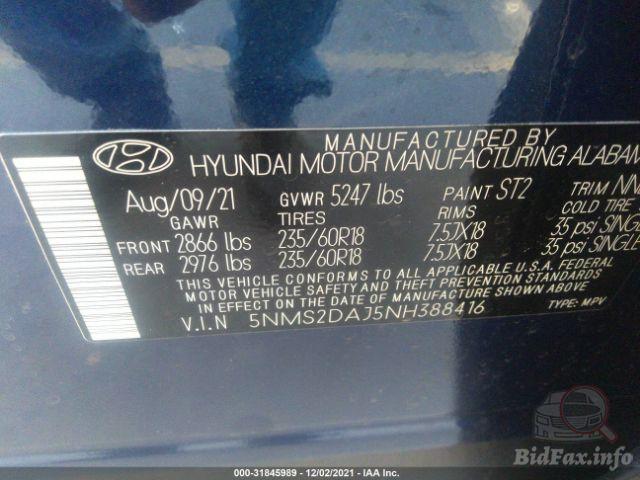 MANUFACTURED BY
HYUNDAI MOTOR MANUFACTURING ALABAM
Aug/09/21 GVWR 5247 lbs PAINT ST2 TRIM NN
GAWR TIRES RIMS COLD TIRE
FRONT 2866 lbs 235/60R18 7.5JX18 35 psi SINGL
REAR 2976 lbs 235/60R18 7.5JX18 35 psi SINGL
THIS VEHICLE CONFORMS TO ALL APPLICABLE U.S.A. FEDERAL
MOTOR VEHICLE SAFETY AND THEFT PREVENTION STANDARDS
IN EFFECT ON THE DATE OF MANUFACTURE SHOWN ABOVE.
V.I.N 5NMS2DAJ5NH388416 TYPE: MPV
BidFax.info
000-31845989 - 12/02/2021 - IAA Inc.